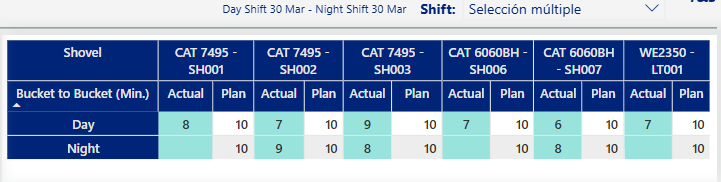 Day Shift 30 Mar - Night Shift 30 Mar Shift: Selección múltiple
Shovel CAT 7495 - SH001 CAT 7495 - SH002 CAT 7495 - SH003 CAT 6060BH - SH006 CAT 6060BH - SH007 WE2350 - LT001
Bucket to Bucket (Min.) Actual Plan Actual Plan Actual Plan Actual Plan Actual Plan Actual Plan
Day 8 10 7 10 9 10 7 10 6 10 7 10
Night 10 9 10 8 10 10 8 10 10